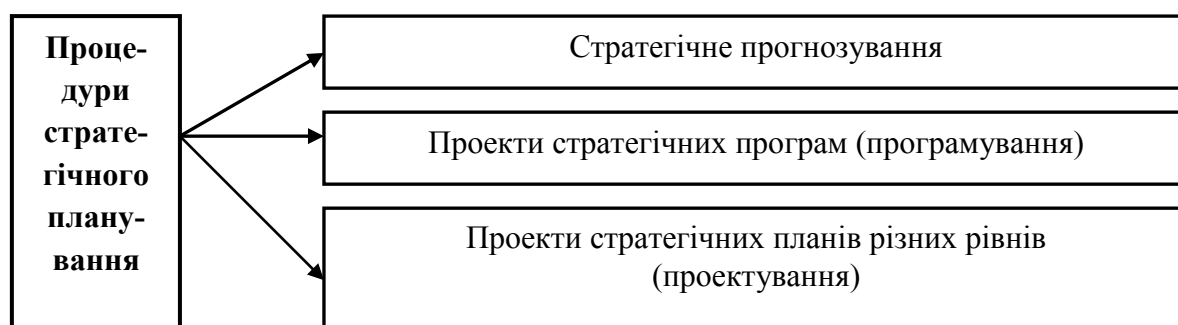 Проце-
дури
страте-
гічного
плану-
вання
Стратегічне прогнозування
Проекти стратегічних програм (програмування)
Проекти стратегічних планів різних рівнів
(проектування)